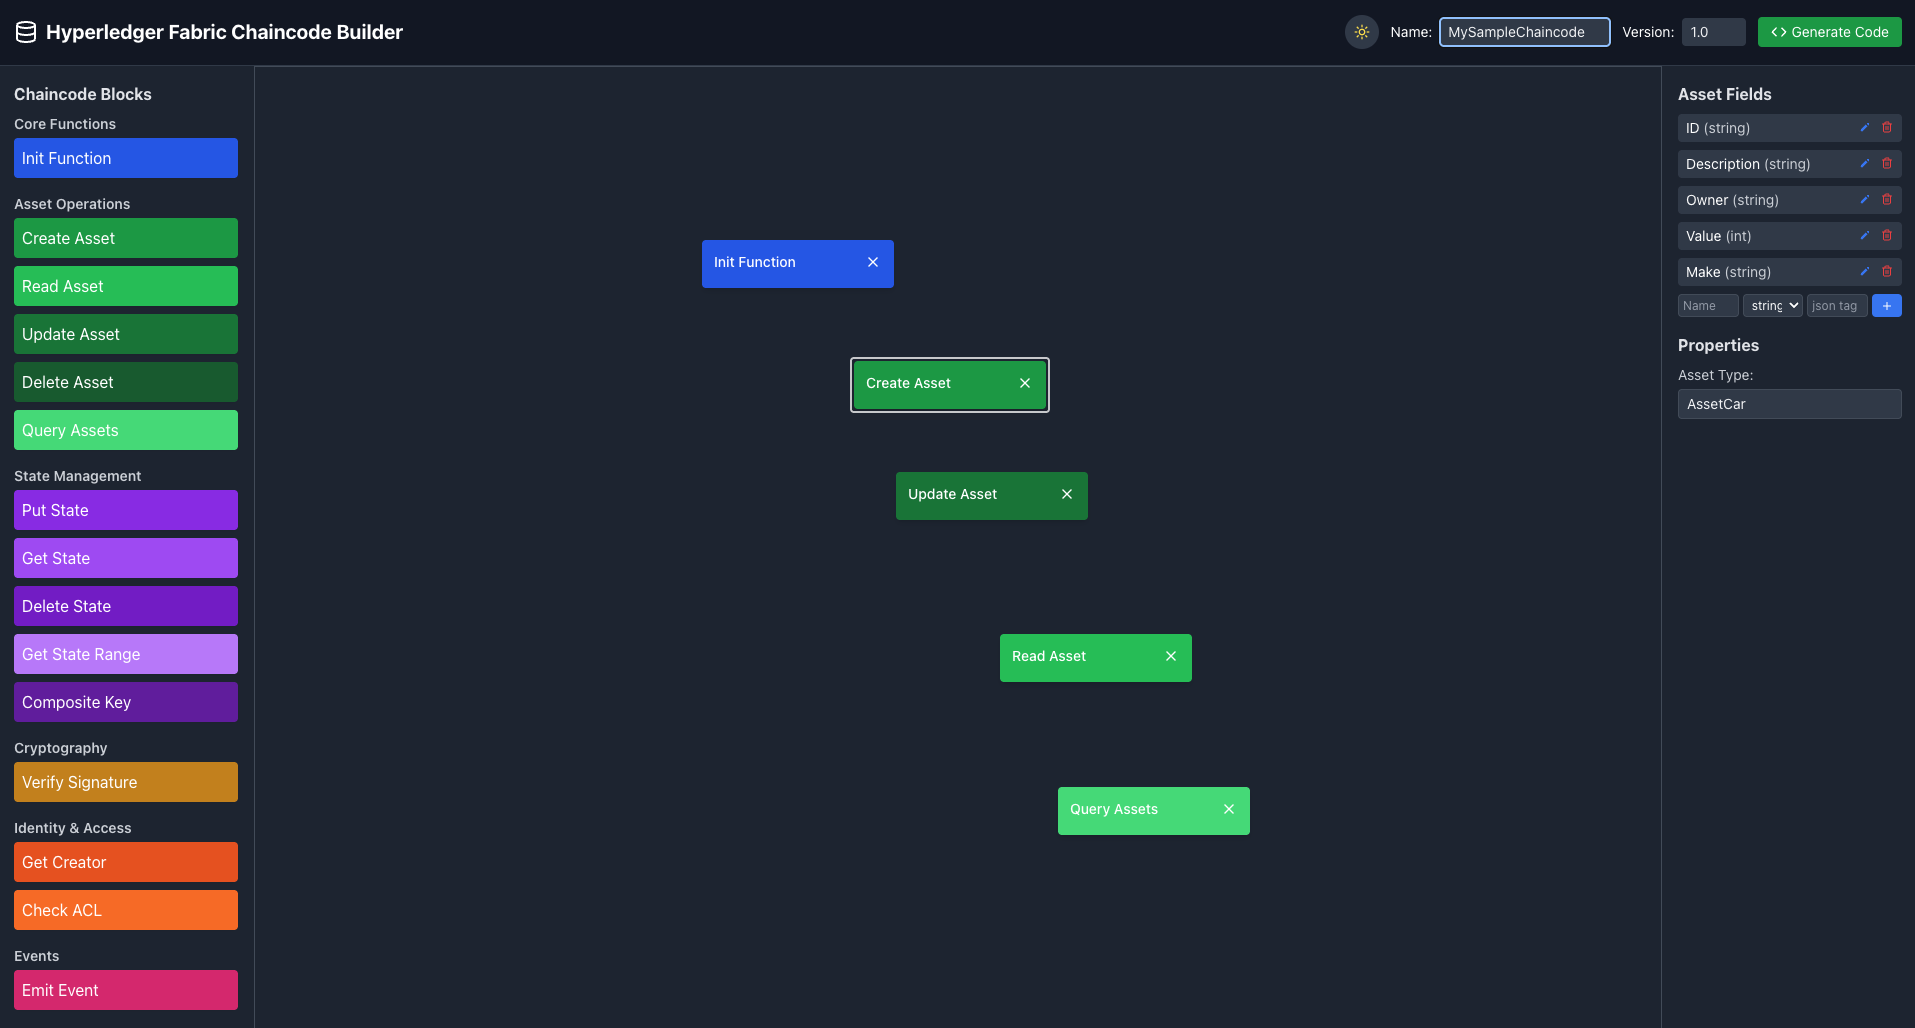 Hyperledger Fabric Chaincode Builder
Name: MySampleChaincode Version: 1.0 <> Generate Code
Chaincode Blocks
Core Functions
Init Function
Asset Operations
Create Asset
Read Asset
Update Asset
Delete Asset
Query Assets
State Management
Put State
Get State
Delete State
Get State Range
Composite Key
Cryptography
Verify Signature
Identity & Access
Get Creator
Check ACL
Events
Emit Event
Init Function
Create Asset
Update Asset
Read Asset
Query Assets
Asset Fields
ID (string)
Description (string)
Owner (string)
Value (int)
Make (string)
Name string json tag +
Properties
Asset Type:
AssetCar